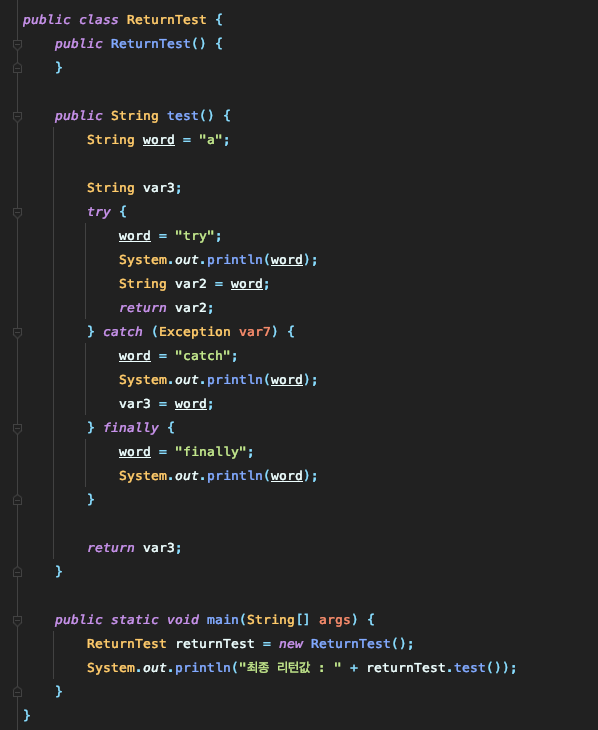 public class ReturnTest {
    public ReturnTest() {
    }

    public String test() {
        String word = "a";

        String var3;
        try {
            word = "try";
            System.out.println(word);
            String var2 = word;
            return var2;
        } catch (Exception var7) {
            word = "catch";
            System.out.println(word);
            var3 = word;
        } finally {
            word = "finally";
            System.out.println(word);
        }

        return var3;
    }

    public static void main(String[] args) {
        ReturnTest returnTest = new ReturnTest();
        System.out.println("최종 리턴값 : " + returnTest.test());
    }
}